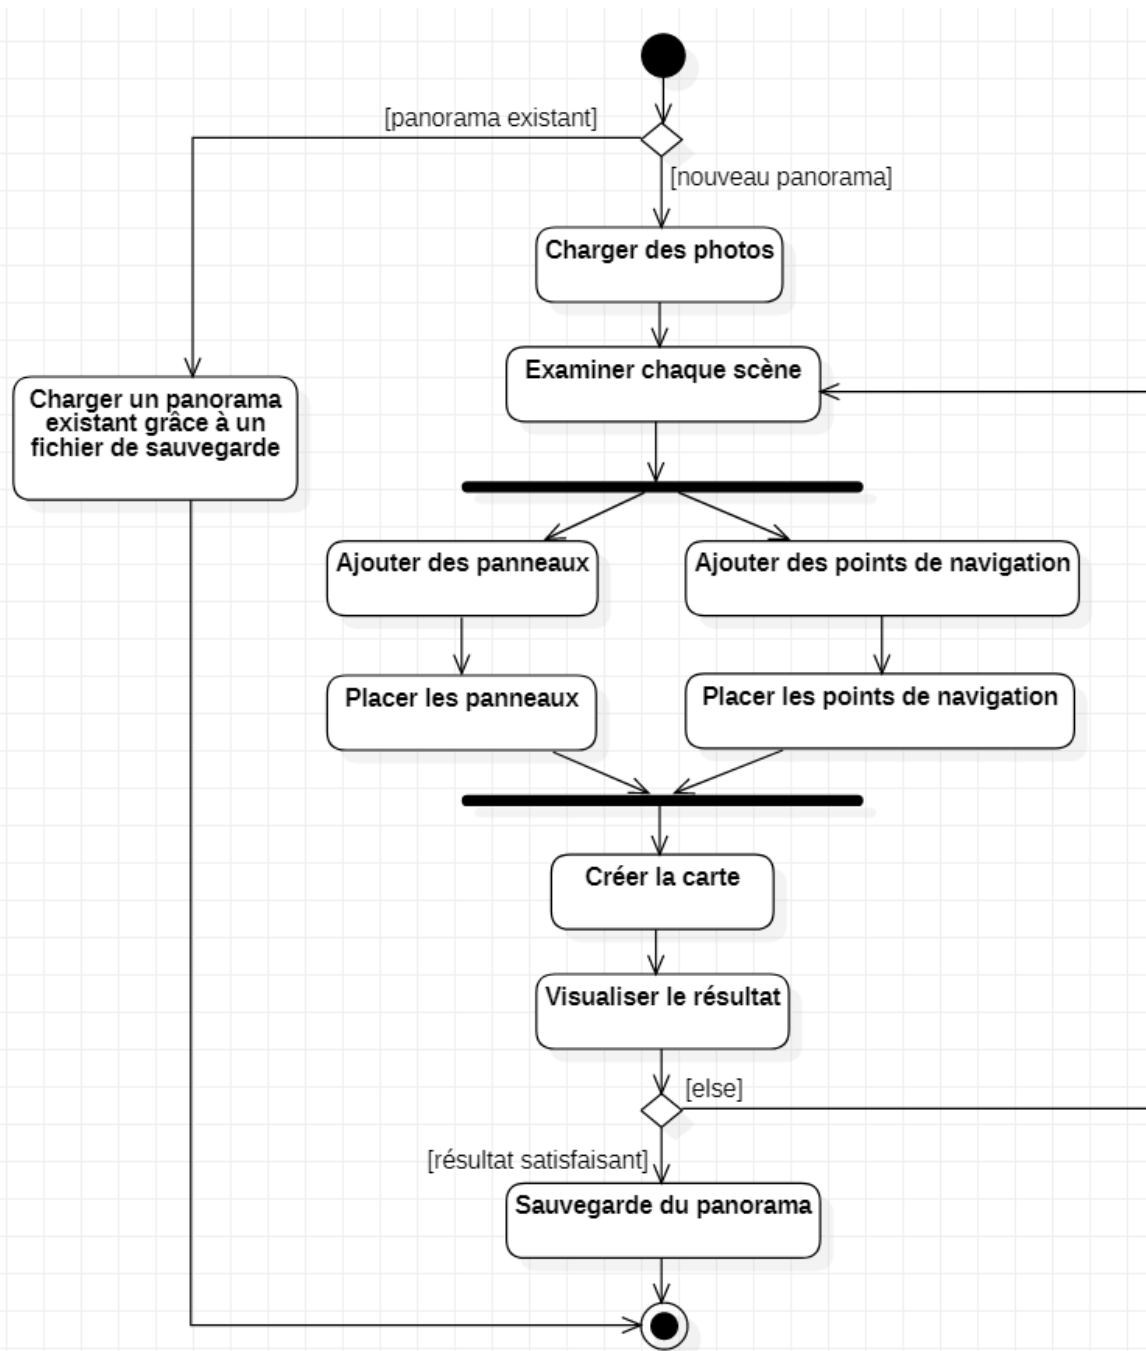 [panorama existant]
[nouveau panorama]
Charger des photos
Examiner chaque scène
Charger un panorama
existant grâce à un
fichier de sauvegarde
Ajouter des panneaux
Ajouter des points de navigation
Placer les panneaux
Placer les points de navigation
Créer la carte
Visualiser le résultat
[else]
[résultat satisfaisant]
Sauvegarde du panorama